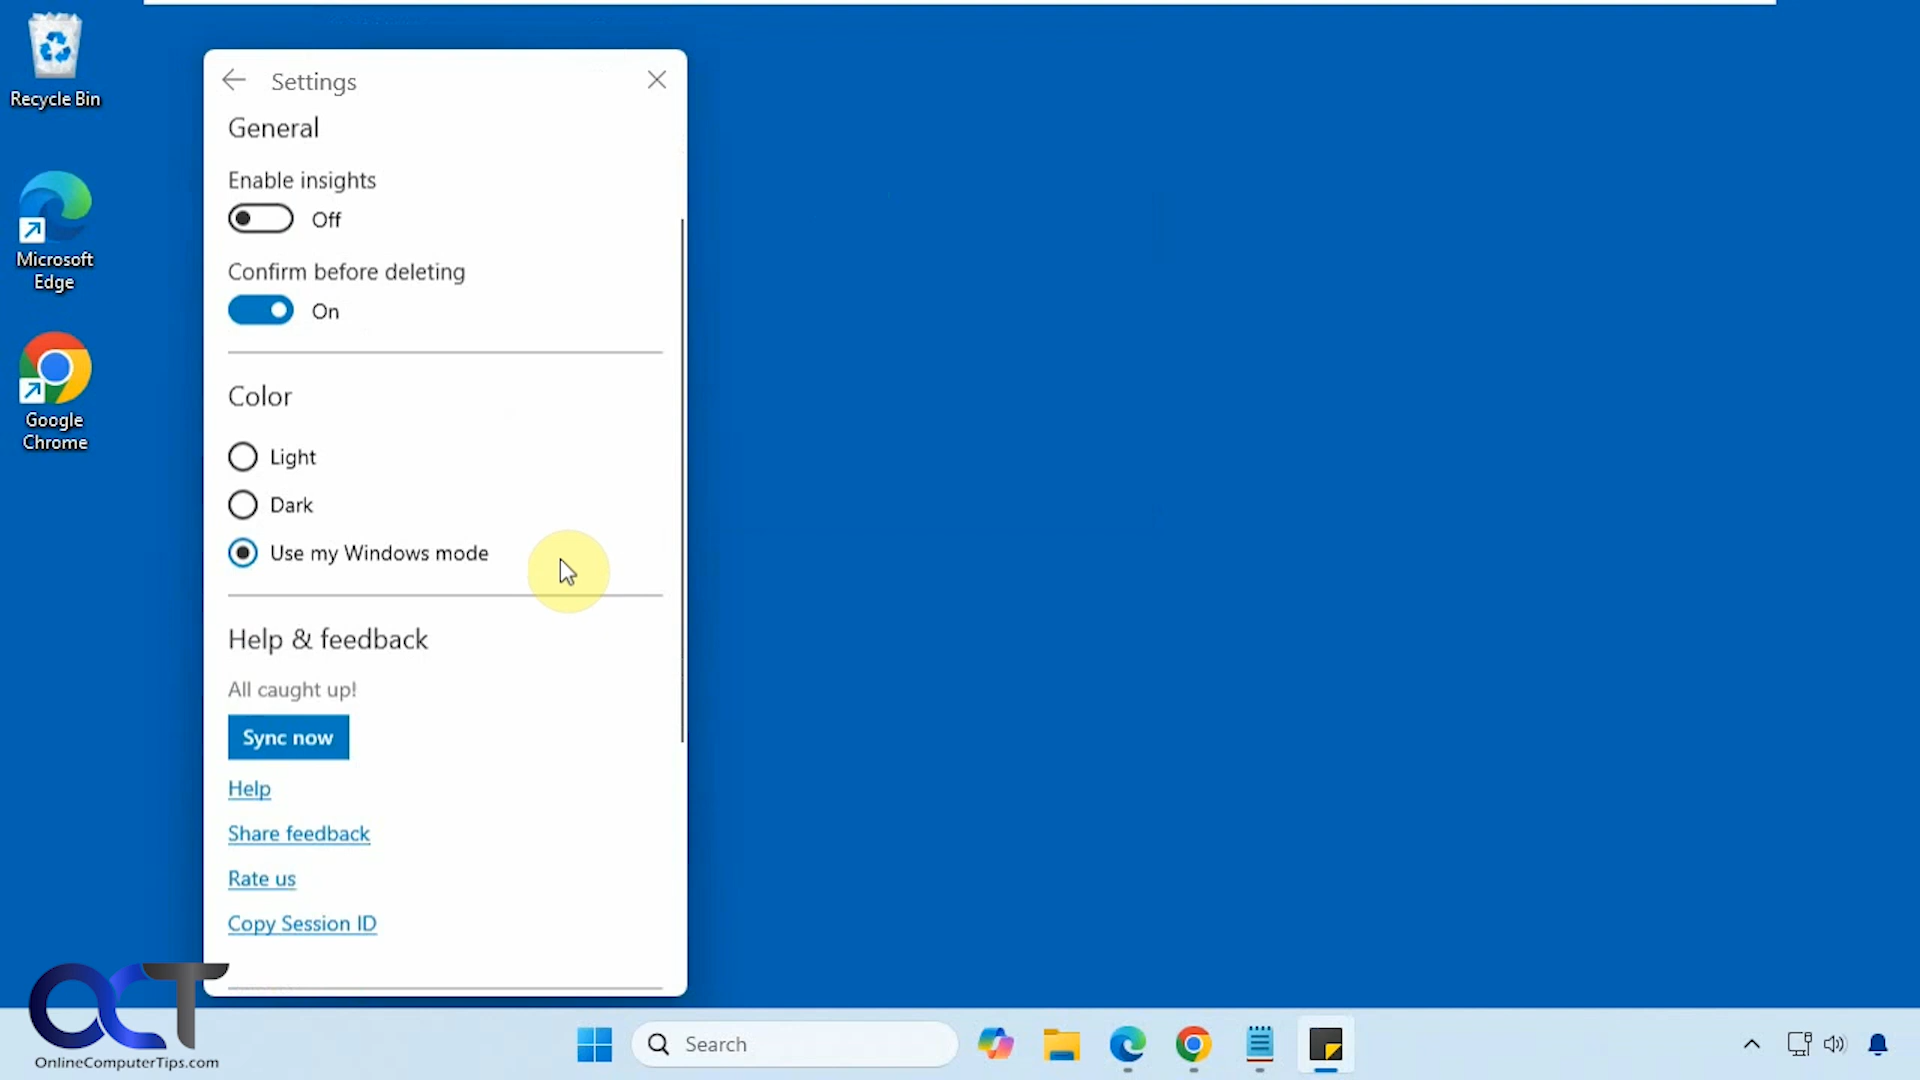 Recycle Bin
Microsoft
Edge
Google
Chrome
Settings
General
Enable insights
Off
Confirm before deleting
On
Color
Light
Dark
Use my Windows mode
Help & feedback
All caught up!
Sync now
Help
Share feedback
Rate us
Copy Session ID
OCT
OnlineComputerTips.com
Search